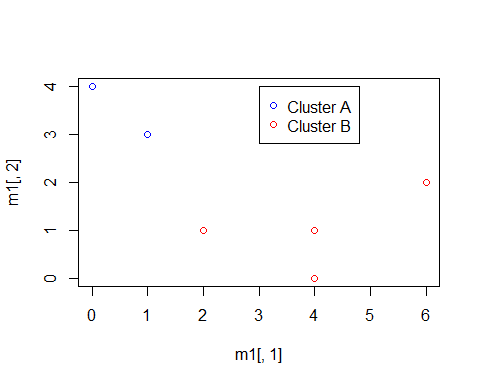 4
3
2
1
0
m1[, 2]
Cluster A
Cluster B
0 1 2 3 4 5 6
m1[, 1]